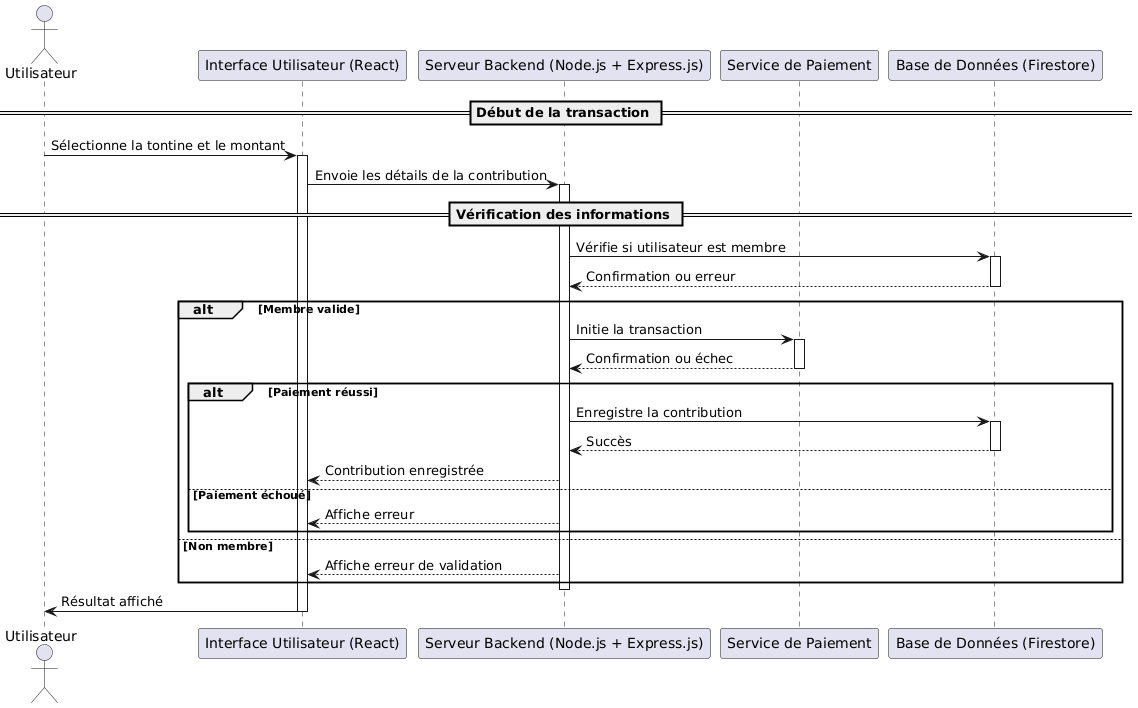 Utilisateur
Interface Utilisateur (React)
Serveur Backend (Node.js + Express.js)
Service de Paiement
Base de Données (Firestore)
Début de la transaction
Sélectionne la tontine et le montant
Envoie les détails de la contribution
Vérification des informations
Vérifie si utilisateur est membre
Confirmation ou erreur
alt
[Membre valide]
Initie la transaction
Confirmation ou échec
alt
[Paiement réussi]
Enregistre la contribution
Succès
Contribution enregistrée
[Paiement échoué]
Affiche erreur
[Non membre]
Affiche erreur de validation
Résultat affiché
Utilisateur
Interface Utilisateur (React)
Serveur Backend (Node.js + Express.js)
Service de Paiement
Base de Données (Firestore)